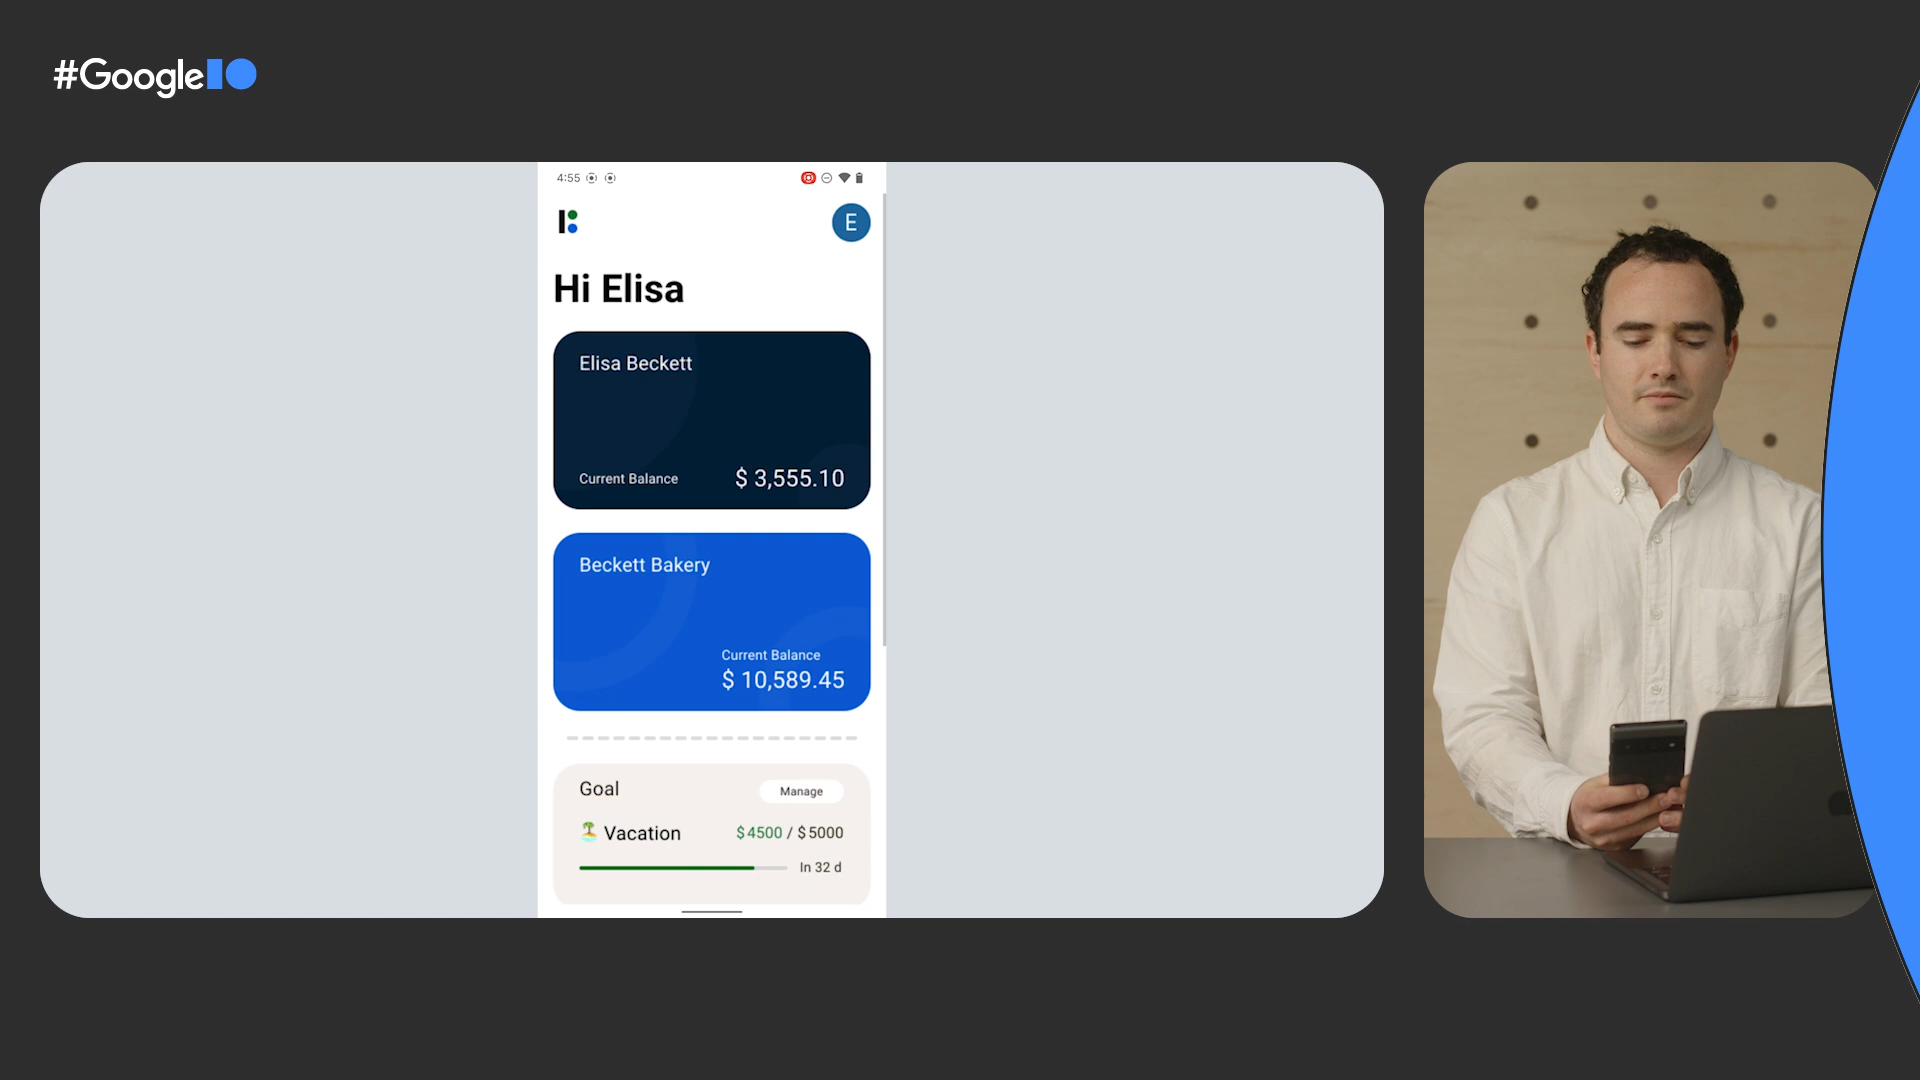 #GoogleIO
4:55
E
Hi Elisa
Elisa Beckett
Current Balance $ 3,555.10
Beckett Bakery
Current Balance
$ 10,589.45
Goal Manage
Vacation $4500 / $5000
In 32 d